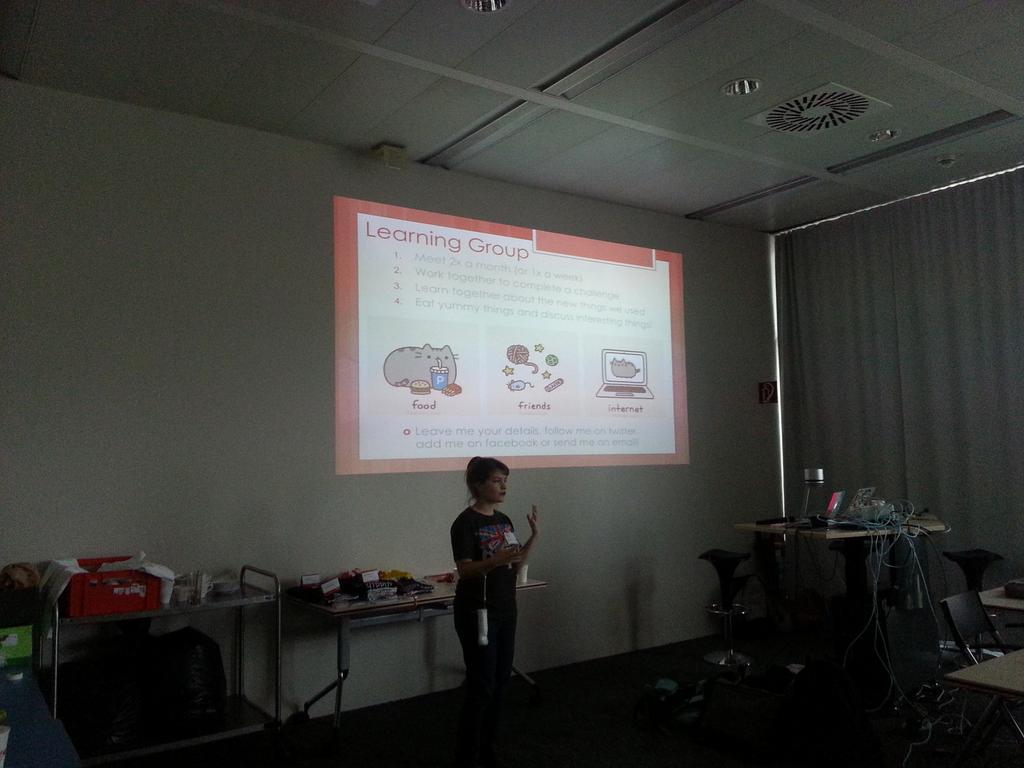 Learning Group
1. Meet 2x a month (or 1x a week)
2. Work together to complete a challenge
3. Learn together about the new things we used
4. Eat yummy things and discuss interesting things!
P
food
friends
internet
Leave me your details, follow me on twitter,
add me on facebook or send me an email!